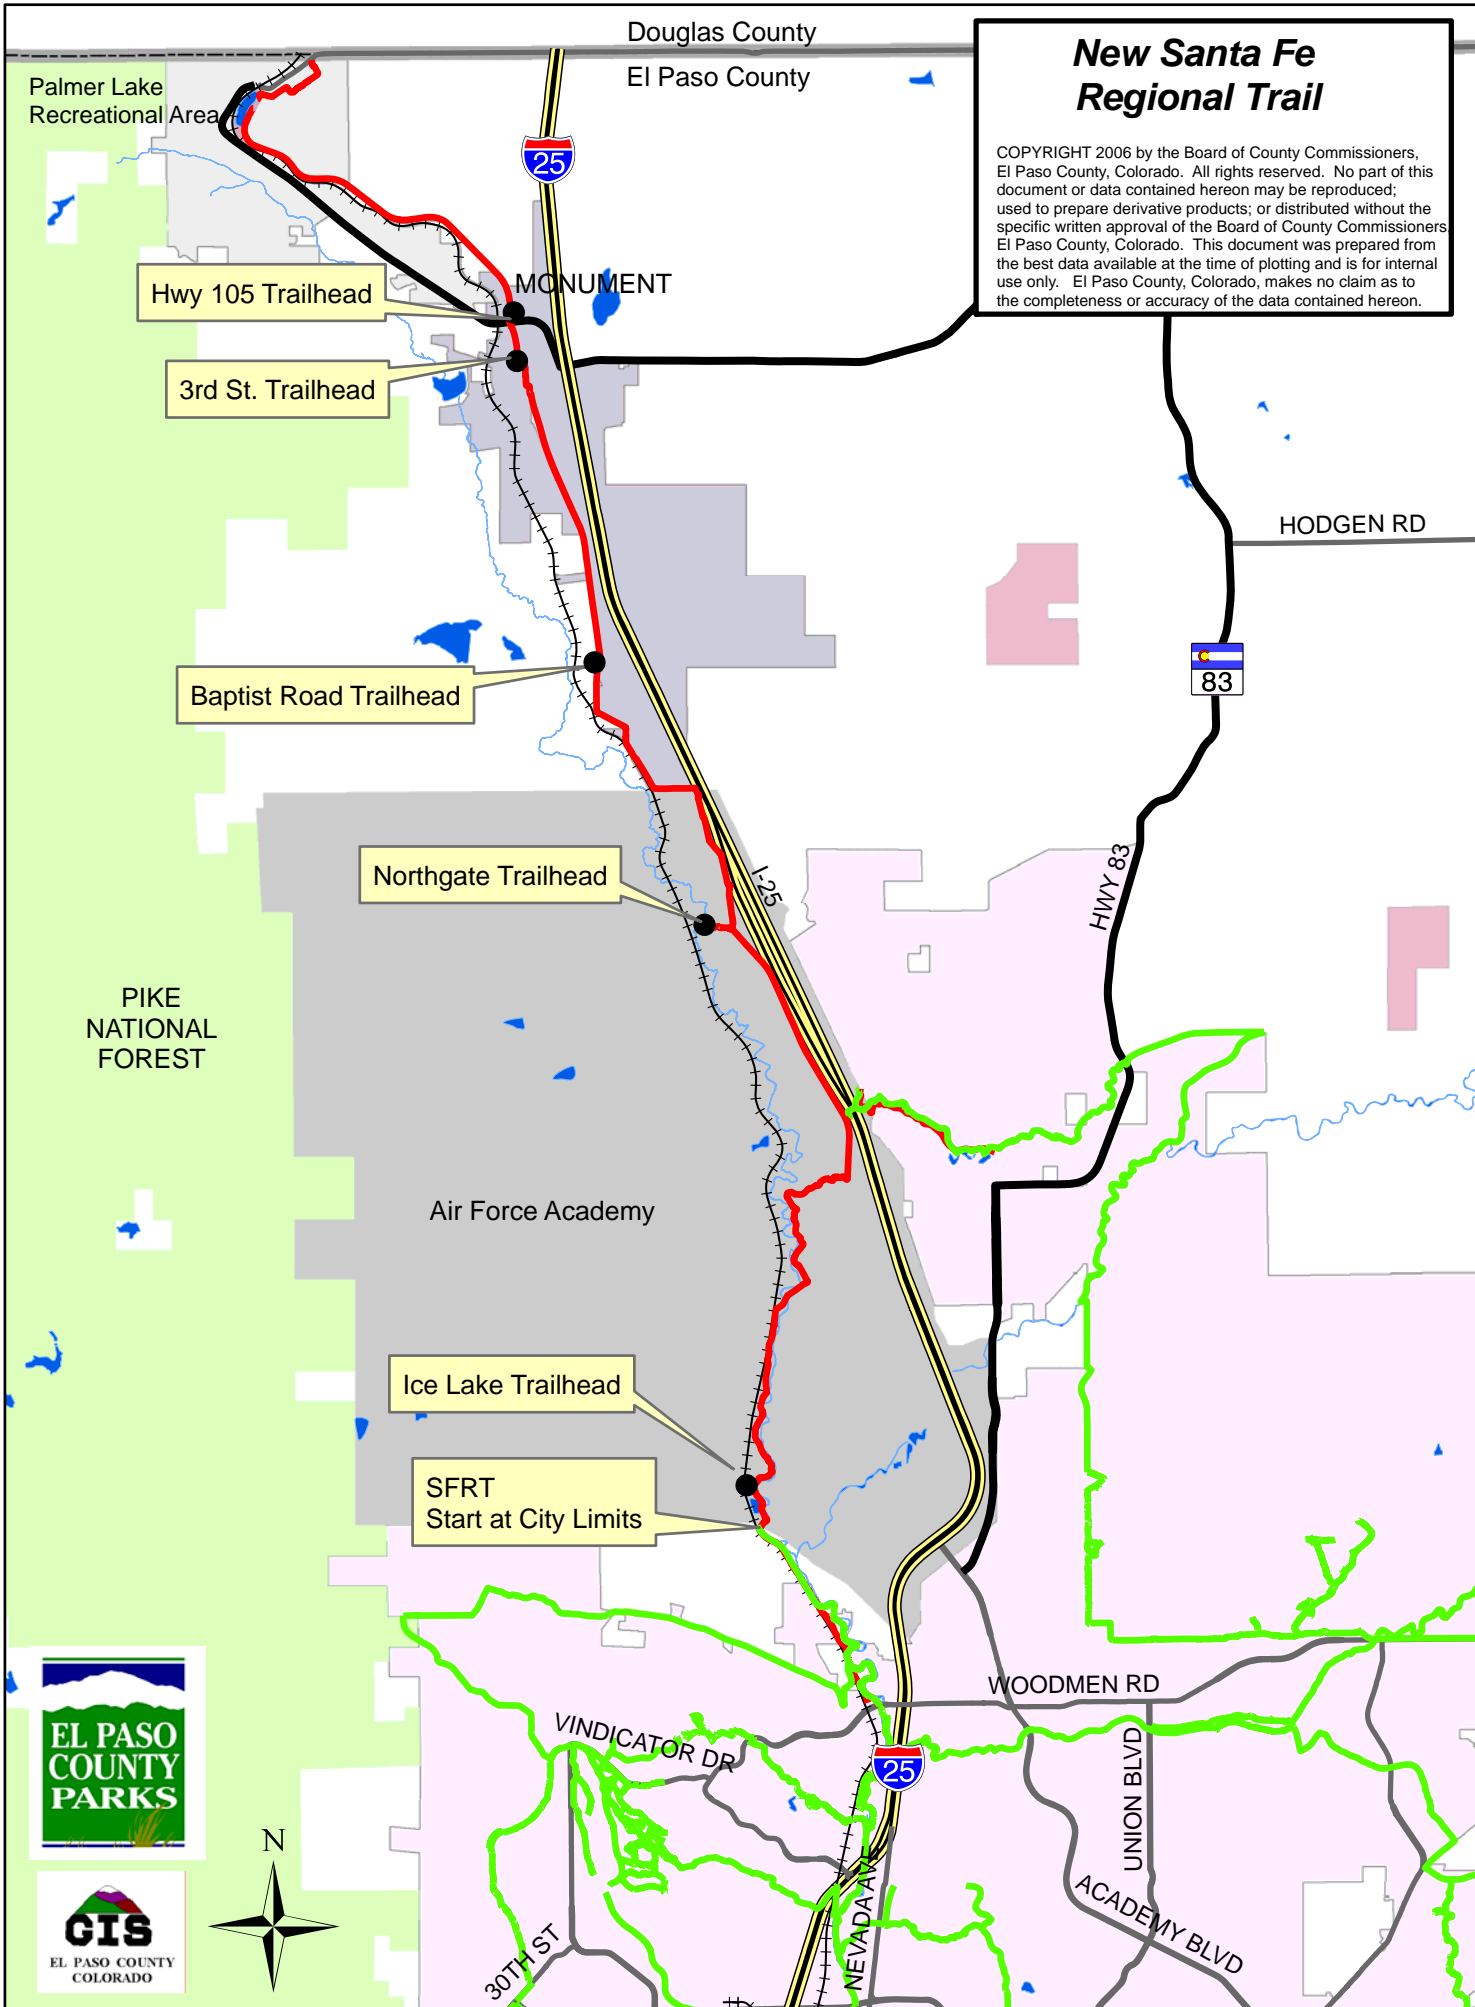 Douglas County
El Paso County
New Santa Fe
Regional Trail
COPYRIGHT 2006 by the Board of County Commissioners,
El Paso County, Colorado. All rights reserved. No part of this
document or data contained hereon may be reproduced;
used to prepare derivative products; or distributed without the
specific written approval of the Board of County Commissioners,
El Paso County, Colorado. This document was prepared from
the best data available at the time of plotting and is for internal
use only. El Paso County, Colorado, makes no claim as to
the completeness or accuracy of the data contained hereon.
Palmer Lake
Recreational Area
25
MONUMENT
Hwy 105 Trailhead
3rd St. Trailhead
HODGEN RD
83
Baptist Road Trailhead
Northgate Trailhead
I-25
HWY 83
PIKE
NATIONAL
FOREST
Air Force Academy
Ice Lake Trailhead
SFRT
Start at City Limits
WOODMEN RD
VINDICATOR DR
25
UNION BLVD
NEVADA AVE
ACADEMY BLVD
30TH ST
EL PASO
COUNTY
PARKS
N
GIS
EL PASO COUNTY
COLORADO